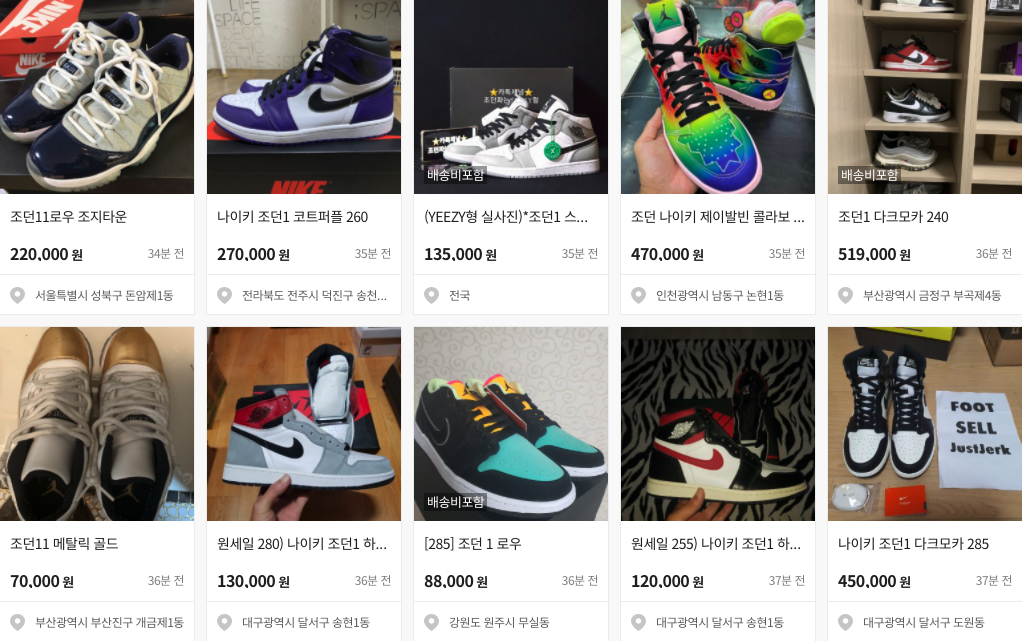 NIKE
NIKE
LIFE
SPACE
SPACE
NIKE
⭐카톡채널⭐
배송비포함
배송비포함
조던11로우 조지타운
220,000 원
34분 전
서울특별시 성북구 돈암제1동
나이키 조던1 코트퍼플 260
270,000 원
35분 전
전라북도 전주시 덕진구 송천...
(YEEZY형 실사진)*조던1 스...
135,000 원
35분 전
전국
조던 나이키 제이발빈 콜라보 ...
470,000 원
35분 전
인천광역시 남동구 논현1동
조던1 다크모카 240
519,000 원
36분 전
부산광역시 금정구 부곡제4동
배송비포함
FOOT
SELL
JustJerk
조던11 메탈릭 골드
70,000 원
36분 전
부산광역시 부산진구 개금제1동
원세일 280) 나이키 조던1 하...
130,000 원
36분 전
대구광역시 달서구 송현1동
[285] 조던 1 로우
88,000 원
36분 전
강원도 원주시 무실동
원세일 255) 나이키 조던1 하...
120,000 원
37분 전
대구광역시 달서구 송현1동
나이키 조던1 다크모카 285
450,000 원
37분 전
대구광역시 달서구 도원동